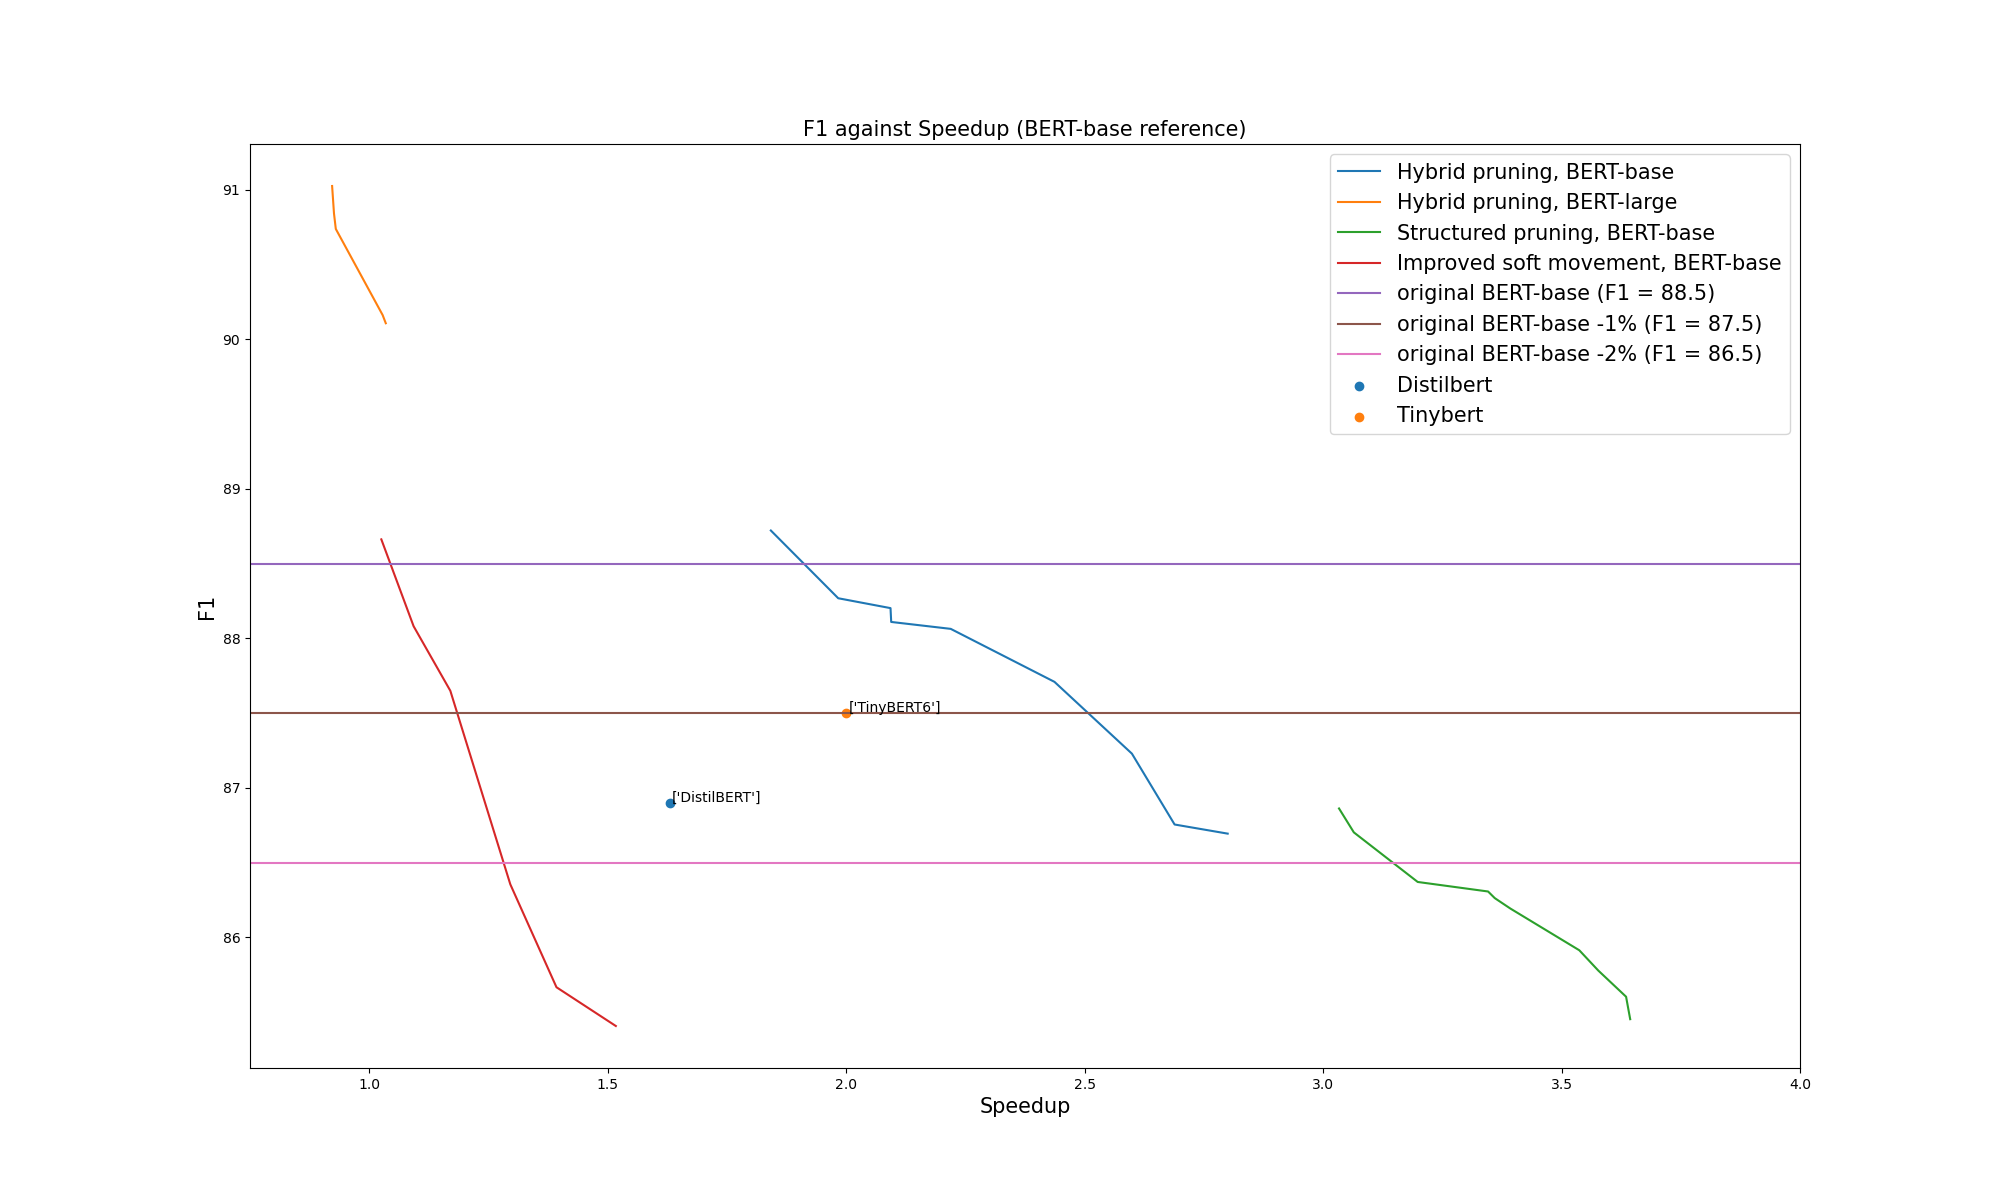 F1 against Speedup (BERT-base reference)
91
90
89
88
87
86
F1
Hybrid pruning, BERT-base
Hybrid pruning, BERT-large
Structured pruning, BERT-base
Improved soft movement, BERT-base
original BERT-base (F1 = 88.5)
original BERT-base -1% (F1 = 87.5)
original BERT-base -2% (F1 = 86.5)
Distilbert
Tinybert
['TinyBERT6']
['DistilBERT']
1.0 1.5 2.0 2.5 3.0 3.5 4.0
Speedup